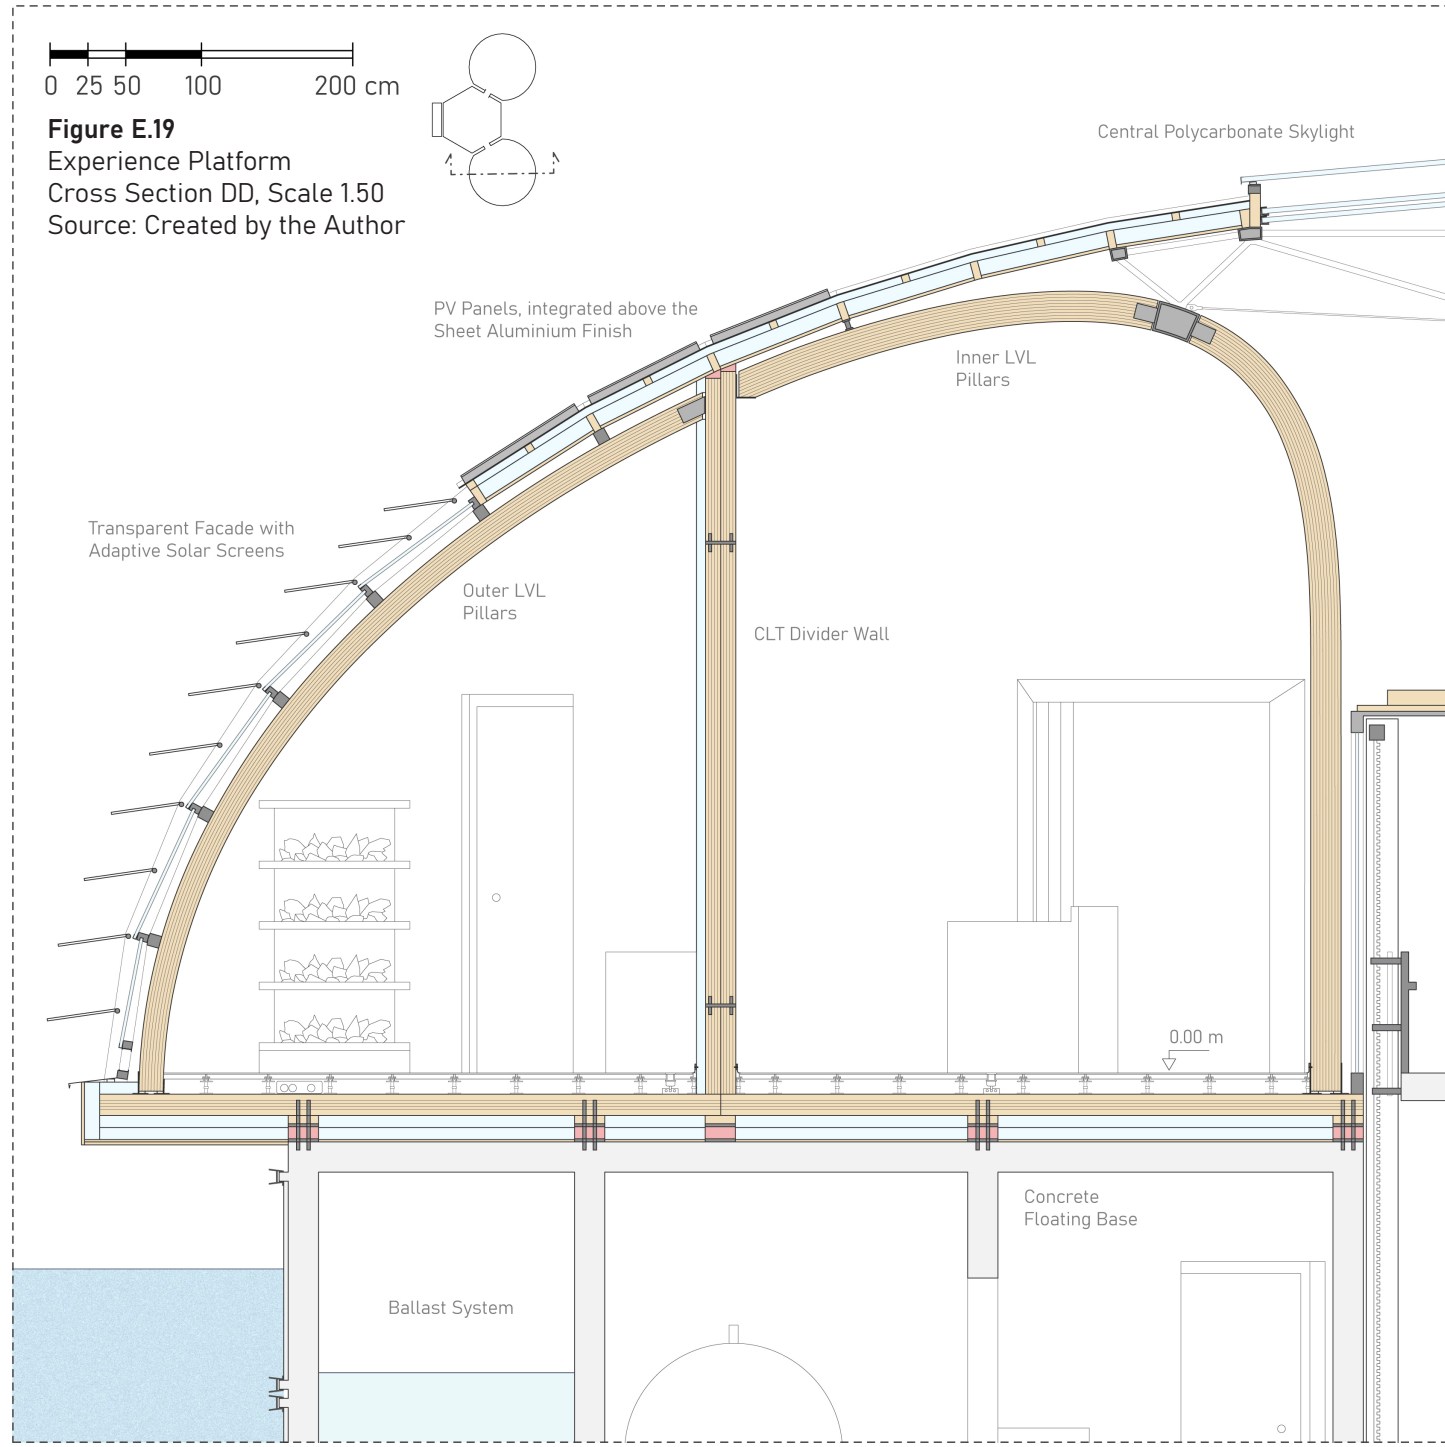 0 25 50 100 200 cm
Figure E.19
Experience Platform
Cross Section DD, Scale 1.50
Source: Created by the Author
Central Polycarbonate Skylight
PV Panels, integrated above the
Sheet Aluminium Finish
Inner LVL
Pillars
Transparent Facade with
Adaptive Solar Screens
Outer LVL
Pillars
CLT Divider Wall
0.00 m
Concrete
Floating Base
Ballast System